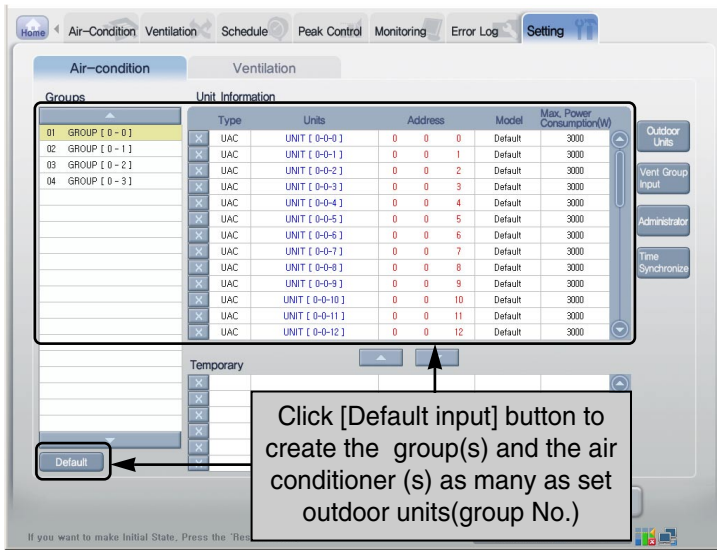 Home Air-Condition Ventilation Schedule Peak Control Monitoring Error Log Setting
Air-condition Ventilation
Groups Unit Information
Type Units Address Model Max, Power Consumption(W)
01 GROUP [ 0 - 0 ]
02 GROUP [ 0 - 1 ]
03 GROUP [ 0 - 2 ]
04 GROUP [ 0 - 3 ]
X UAC UNIT [ 0-0-0 ] 0 0 0 Default 3000
X UAC UNIT [ 0-0-1 ] 0 0 1 Default 3000
X UAC UNIT [ 0-0-2 ] 0 0 2 Default 3000
X UAC UNIT [ 0-0-3 ] 0 0 3 Default 3000
X UAC UNIT [ 0-0-4 ] 0 0 4 Default 3000
X UAC UNIT [ 0-0-5 ] 0 0 5 Default 3000
X UAC UNIT [ 0-0-6 ] 0 0 6 Default 3000
X UAC UNIT [ 0-0-7 ] 0 0 7 Default 3000
X UAC UNIT [ 0-0-8 ] 0 0 8 Default 3000
X UAC UNIT [ 0-0-9 ] 0 0 9 Default 3000
X UAC UNIT [ 0-0-10 ] 0 0 10 Default 3000
X UAC UNIT [ 0-0-11 ] 0 0 11 Default 3000
X UAC UNIT [ 0-0-12 ] 0 0 12 Default 3000
Outdoor
Units
Vent Group
Input
Administrator
Time
Synchronize
Temporary
X
X
X
X
X
X
Default
Click [Default input] button to
create the group(s) and the air
conditioner (s) as many as set
outdoor units(group No.)
If you want to make Initial State, Press the 'Res